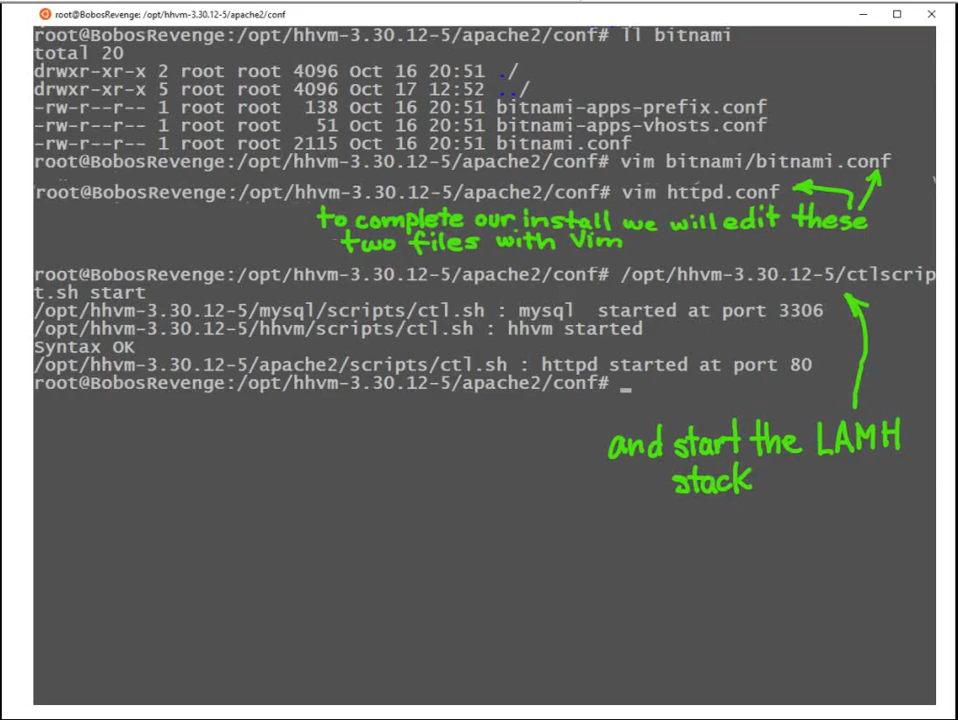 root@BobosRevenge: /opt/hhvm-3.30.12-5/apache2/conf
root@BobosRevenge:/opt/hhvm-3.30.12-5/apache2/conf# ll bitnami
total 20
drwxr-xr-x 2 root root 4096 Oct 16 20:51 ./
drwxr-xr-x 5 root root 4096 Oct 17 12:52 ../
-rw-r--r-- 1 root root  138 Oct 16 20:51 bitnami-apps-prefix.conf
-rw-r--r-- 1 root root   51 Oct 16 20:51 bitnami-apps-vhosts.conf
-rw-r--r-- 1 root root 2115 Oct 16 20:51 bitnami.conf
root@BobosRevenge:/opt/hhvm-3.30.12-5/apache2/conf# vim bitnami/bitnami.conf
root@BobosRevenge:/opt/hhvm-3.30.12-5/apache2/conf# vim httpd.conf
to complete our install we will edit these
two files with Vim
root@BobosRevenge:/opt/hhvm-3.30.12-5/apache2/conf# /opt/hhvm-3.30.12-5/ctlscrip
t.sh start
/opt/hhvm-3.30.12-5/mysql/scripts/ctl.sh : mysql  started at port 3306
/opt/hhvm-3.30.12-5/hhvm/scripts/ctl.sh : hhvm started
Syntax OK
/opt/hhvm-3.30.12-5/apache2/scripts/ctl.sh : httpd started at port 80
root@BobosRevenge:/opt/hhvm-3.30.12-5/apache2/conf# _
and start the LAMH
stack